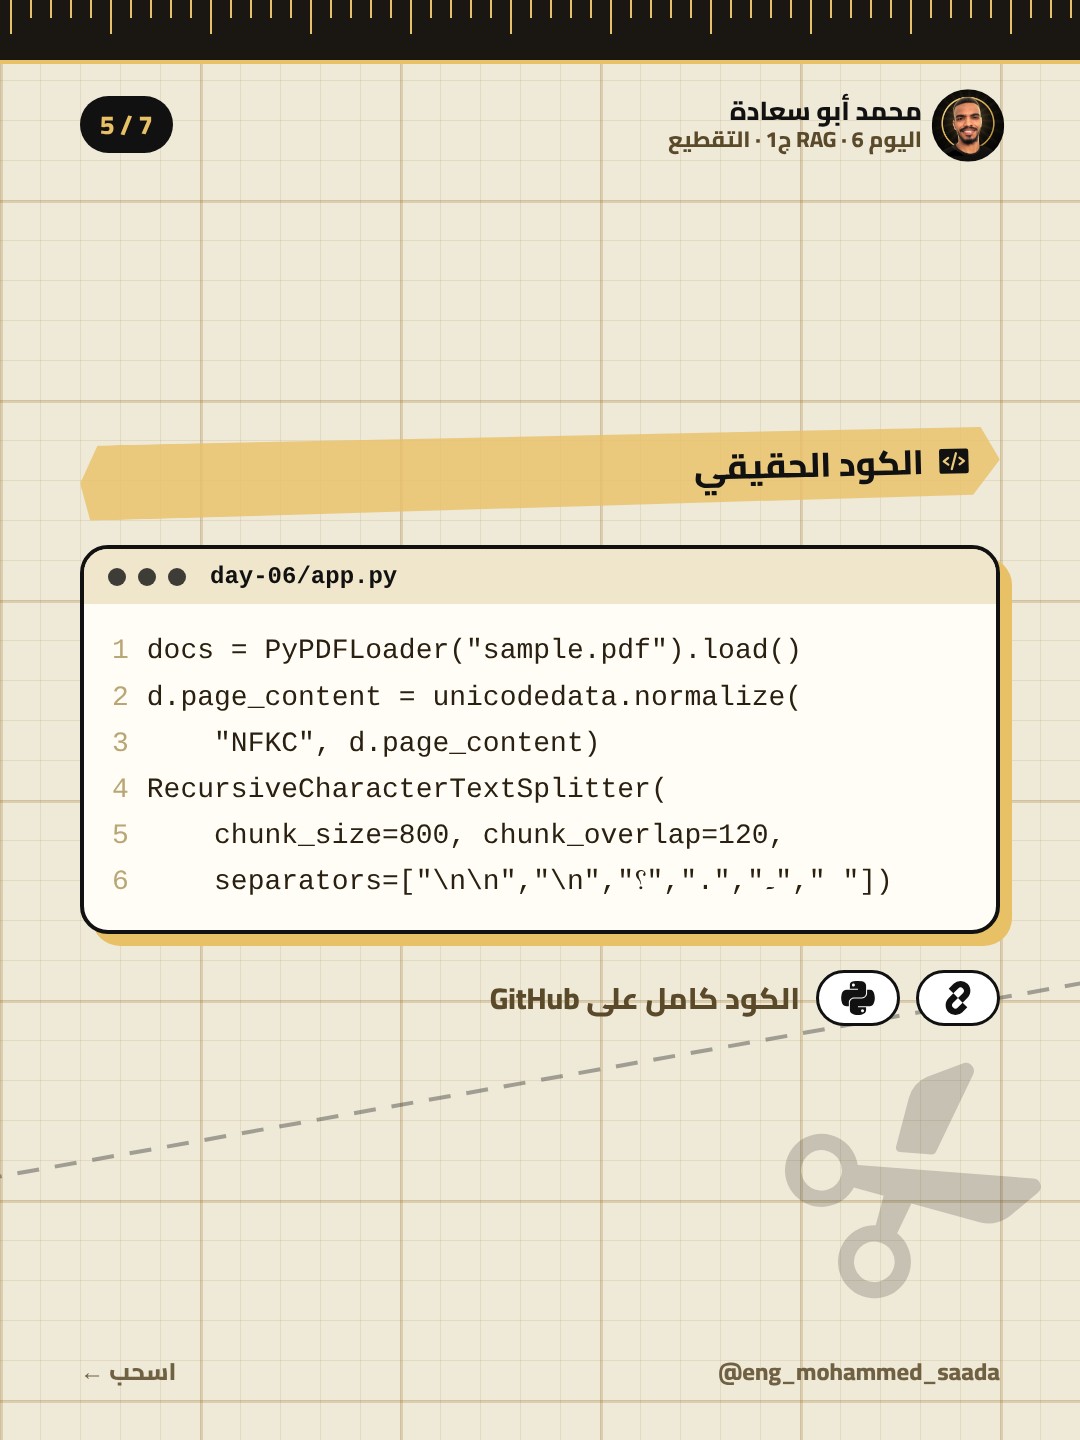 محمد أبو سعادة
اليوم 6 · RAG ج1 · التقطيع
5 / 7
الكود الحقيقي
day-06/app.py
1 docs = PyPDFLoader("sample.pdf").load()
2 d.page_content = unicodedata.normalize(
3     "NFKC", d.page_content)
4 RecursiveCharacterTextSplitter(
5     chunk_size=800, chunk_overlap=120,
6     separators=["\n\n","\n","؟",".","۔"," "])
الكود كامل على GitHub
@eng_mohammed_saada
اسحب ←